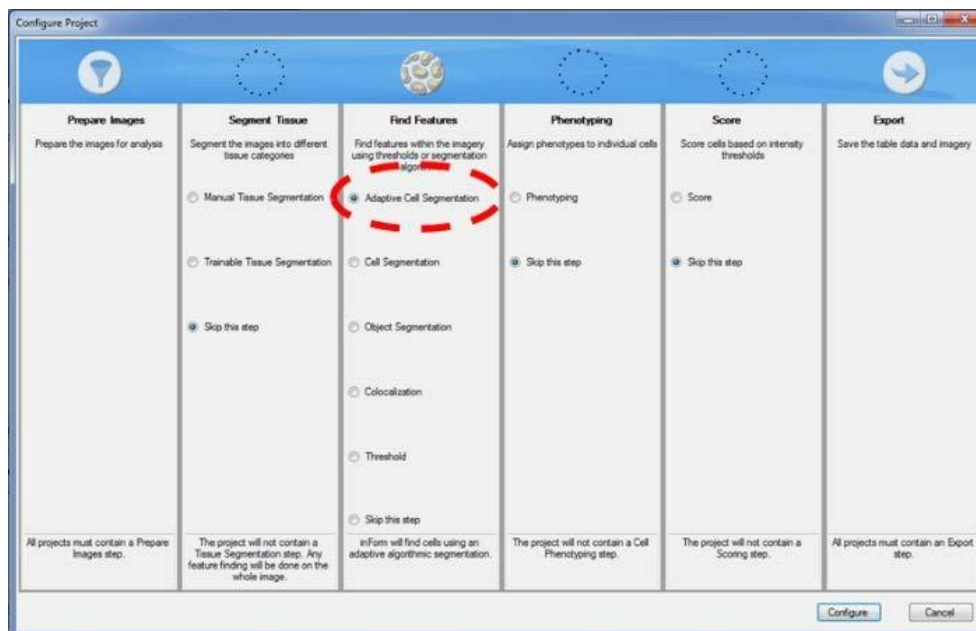 Configure Project
Prepare Images
Prepare the images for analysis
All projects must contain a Prepare
Images step.
Segment Tissue
Segment the images into different
tissue categories
Manual Tissue Segmentation
Trainable Tissue Segmentation
Skip this step
The project will not contain a
Tissue Segmentation step. Any
feature finding will be done on the
whole image.
Find Features
Find features within the imagery
using thresholds or segmentation
Adaptive Cell Segmentation
Cell Segmentation
Object Segmentation
Colocalization
Threshold
Skip this step
inForm will find cells using an
adaptive algorithmic segmentation.
Phenotyping
Assign phenotypes to individual cells
Phenotyping
Skip this step
The project will not contain a Cell
Phenotyping step.
Score
Score cells based on intensity
thresholds
Score
Skip this step
The project will not contain a
Scoring step.
Export
Save the table data and imagery
All projects must contain an Export
step.
Configure
Cancel